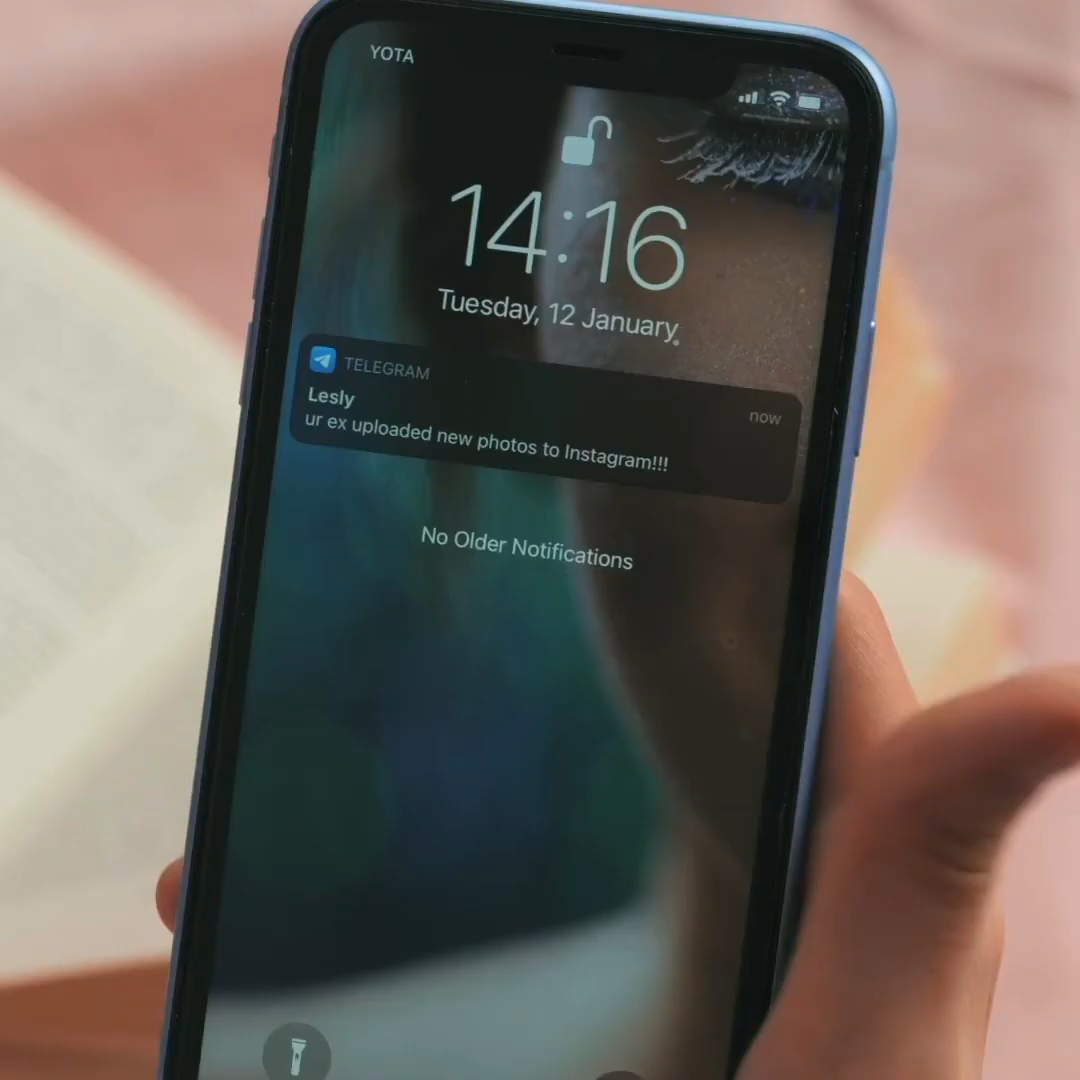 YOTA
14:16
Tuesday, 12 January
TELEGRAM
now
Lesly
ur ex uploaded new photos to Instagram!!!
No Older Notifications